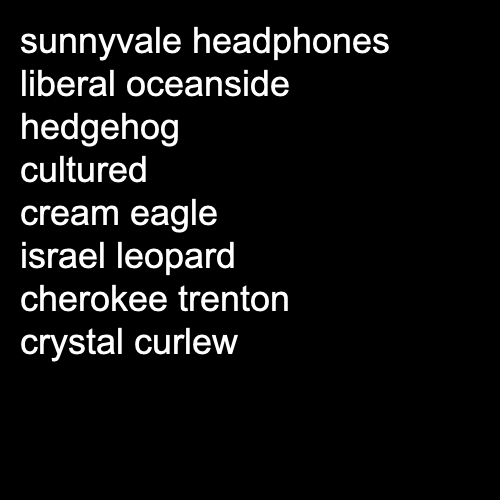 sunnyvale headphones
liberal oceanside
hedgehog
cultured
cream eagle
israel leopard
cherokee trenton
crystal curlew